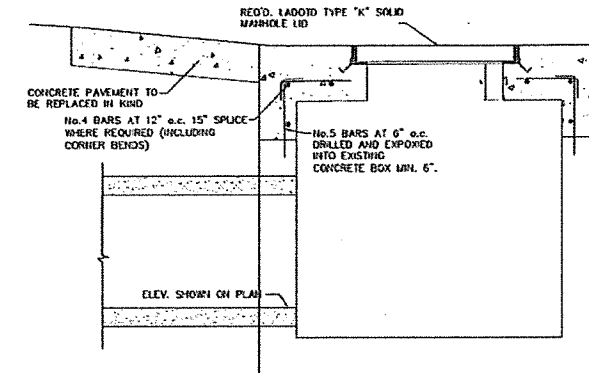 REQ'D. LADOTD TYPE "K" SOLID
MANHOLE LID
CONCRETE PAVEMENT TO
BE REPLACED IN KIND
No.4 BARS AT 12" o.c. 15" SPLICE
WHERE REQUIRED (INCLUDING
CORNER BENDS)
No.5 BARS AT 6" o.c.
DRILLED AND EXPOXIED
INTO EXISTING
CONCRETE BOX MIN. 6".
ELEV. SHOWN ON PLAN